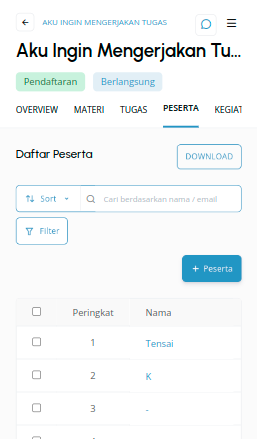 AKU INGIN MENGERJAKAN TUGAS
Aku Ingin Mengerjakan Tu...
Pendaftaran Berlangsung
OVERVIEW MATERI TUGAS PESERTA KEGIAT
Daftar Peserta
DOWNLOAD
Sort Cari berdasarkan nama / email
Filter
+ Peserta
Peringkat Nama
1 Tensai
2 K
3 -